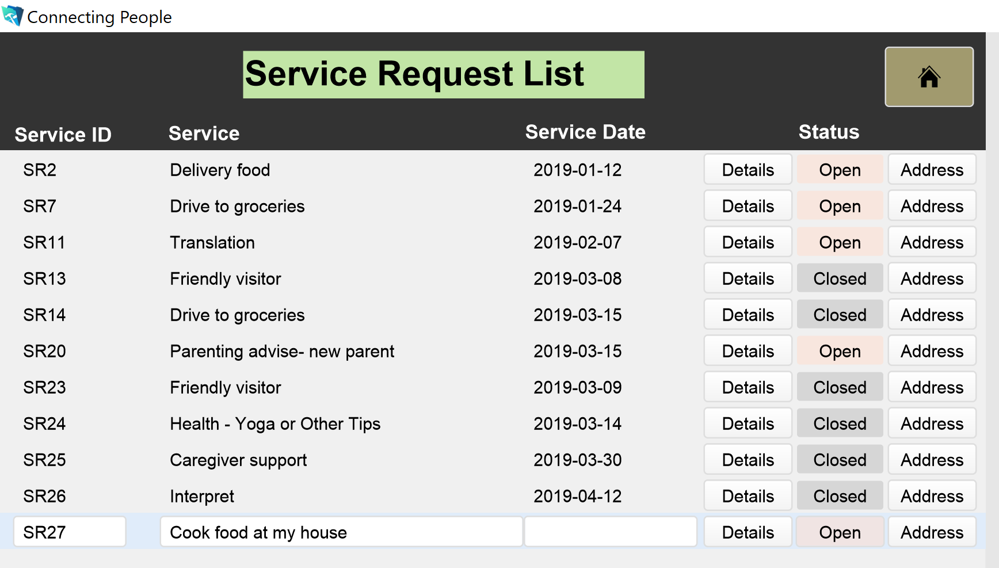 Connecting People
Service Request List
Service ID Service Service Date Status
SR2 Delivery food 2019-01-12 Details Open Address
SR7 Drive to groceries 2019-01-24 Details Open Address
SR11 Translation 2019-02-07 Details Open Address
SR13 Friendly visitor 2019-03-08 Details Closed Address
SR14 Drive to groceries 2019-03-15 Details Closed Address
SR20 Parenting advise- new parent 2019-03-15 Details Open Address
SR23 Friendly visitor 2019-03-09 Details Closed Address
SR24 Health - Yoga or Other Tips 2019-03-14 Details Closed Address
SR25 Caregiver support 2019-03-30 Details Closed Address
SR26 Interpret 2019-04-12 Details Closed Address
SR27 Cook food at my house Details Open Address